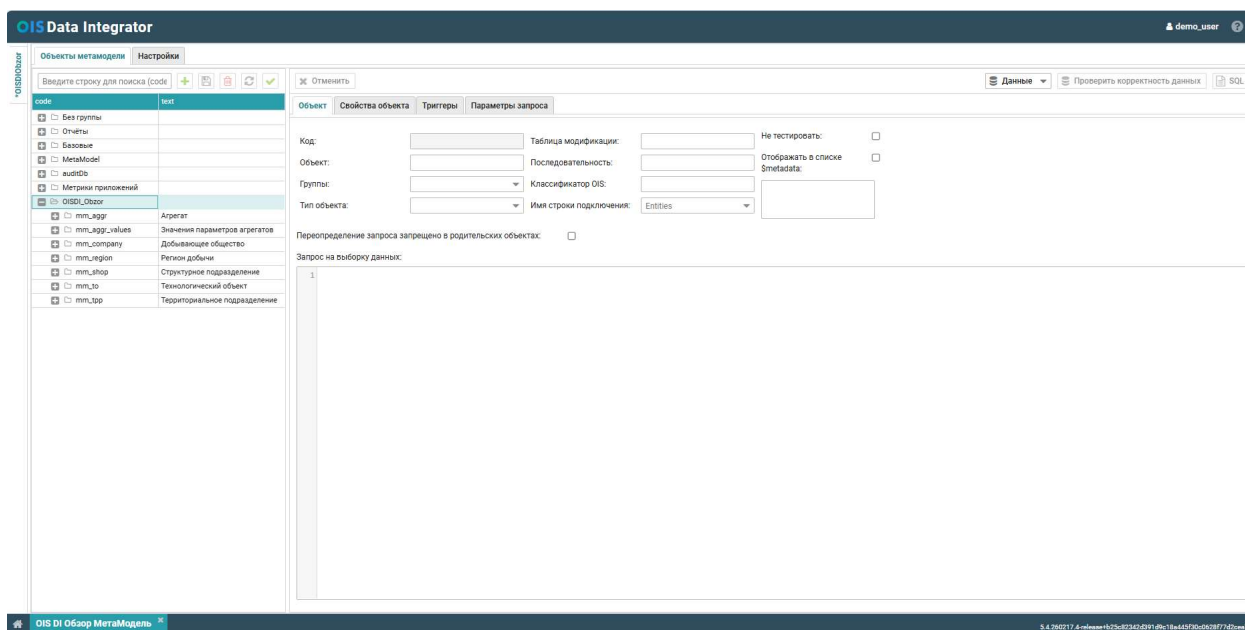 OIS Data Integrator
demo_user
*OISDIObzor
Объекты метамодели
Настройки
Введите строку для поиска (code
Отменить
Данные
Проверить корректность данных
SQL
code
text
Объект
Свойства объекта
Триггеры
Параметры запроса
Без группы
Отчёты
Базовые
MetaModel
auditDb
Метрики приложений
OISDI_Obzor
mm_aggr Агрегат
mm_aggr_values Значения параметров агрегатов
mm_company Добывающее общество
mm_region Регион добычи
mm_shop Структурное подразделение
mm_to Технологический объект
mm_tpp Территориальное подразделение
Код:
Таблица модификации:
Не тестировать:
Объект:
Последовательность:
Отображать в списке
$metadata:
Группы:
Классификатор OIS:
Тип объекта:
Имя строки подключения:
Entities
Переопределение запроса запрещено в родительских объектах:
Запрос на выборку данных:
1
OIS DI Обзор МетаМодель